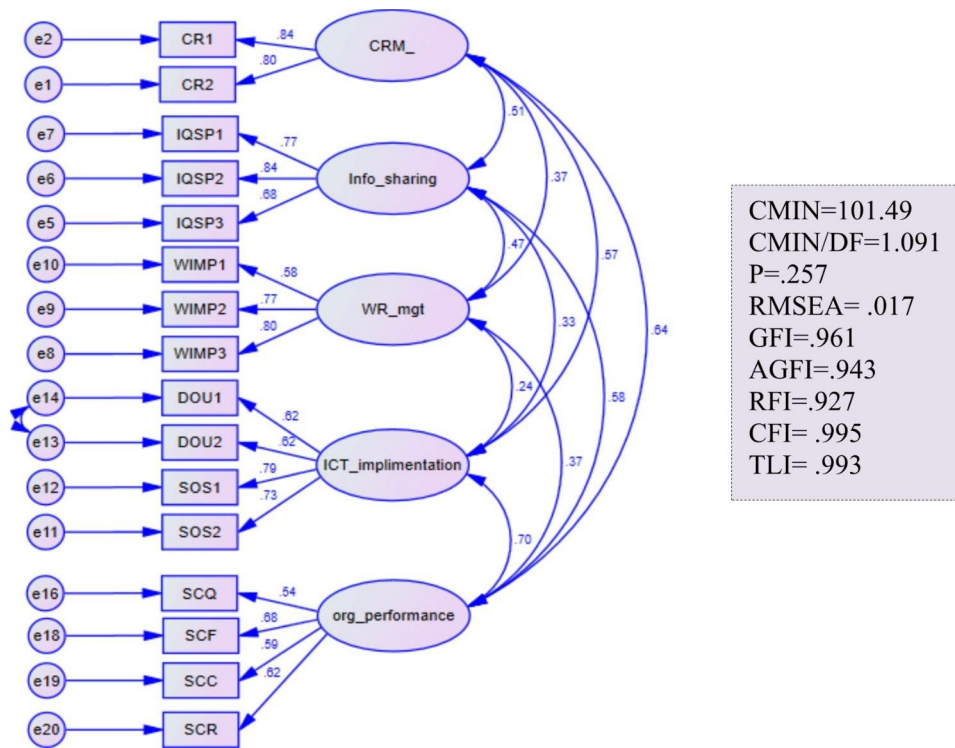 e2 CR1 .84 CRM_
e1 CR2 .80
.51
e7 IQSP1 .77
e6 IQSP2 .84 Info_sharing .37
e5 IQSP3 .68
e10 WIMP1 .58 .47 .57
e9 WIMP2 .77 WR_mgt
e8 WIMP3 .80 .33 .64
e14 DOU1 .62 .24 .58
e13 DOU2 .62
e12 SOS1 .79 ICT_implimentation .37
e11 SOS2 .73
.70
e16 SCQ .54
e18 SCF .68 org_performance
e19 SCC .59
e20 SCR .62
CMIN=101.49
CMIN/DF=1.091
P=.257
RMSEA= .017
GFI=.961
AGFI=.943
RFI=.927
CFI= .995
TLI= .993